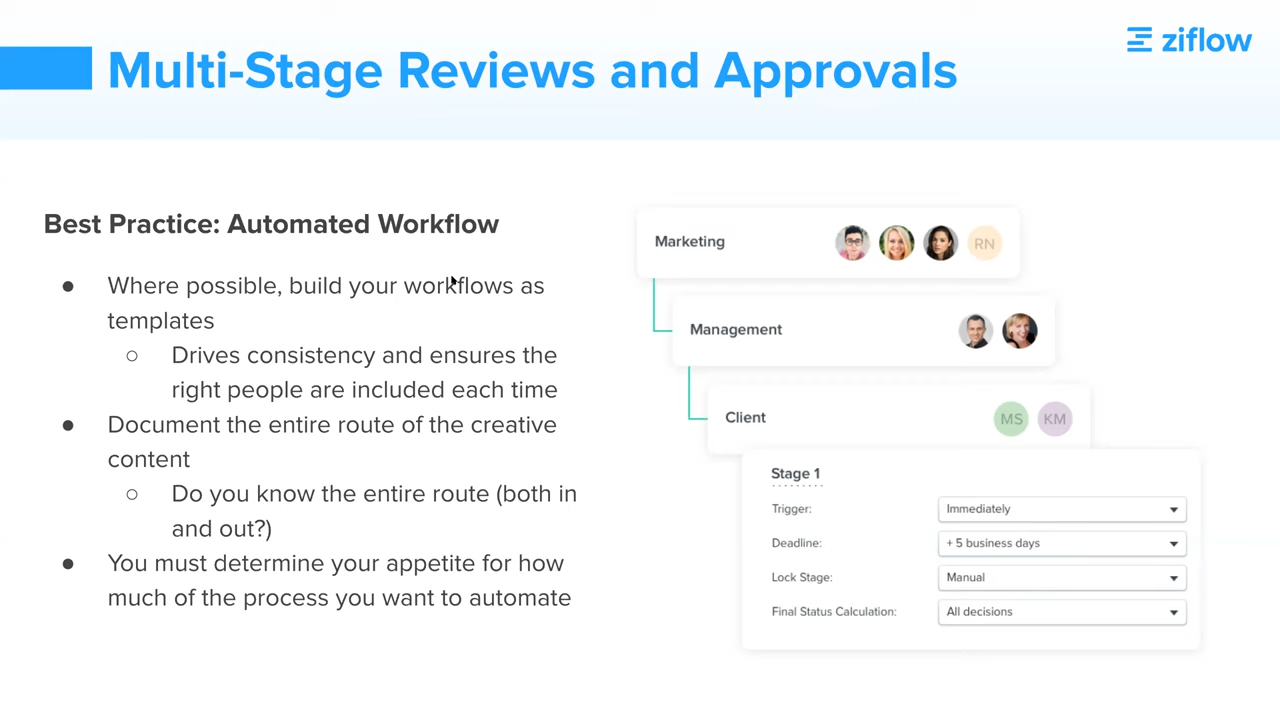 ziflow
Multi-Stage Reviews and Approvals
Best Practice: Automated Workflow
● Where possible, build your workflows as
templates
○ Drives consistency and ensures the
right people are included each time
● Document the entire route of the creative
content
○ Do you know the entire route (both in
and out?)
● You must determine your appetite for how
much of the process you want to automate
Marketing RN
Management
Client MS KM
Stage 1
Trigger: Immediately
Deadline: + 5 business days
Lock Stage: Manual
Final Status Calculation: All decisions